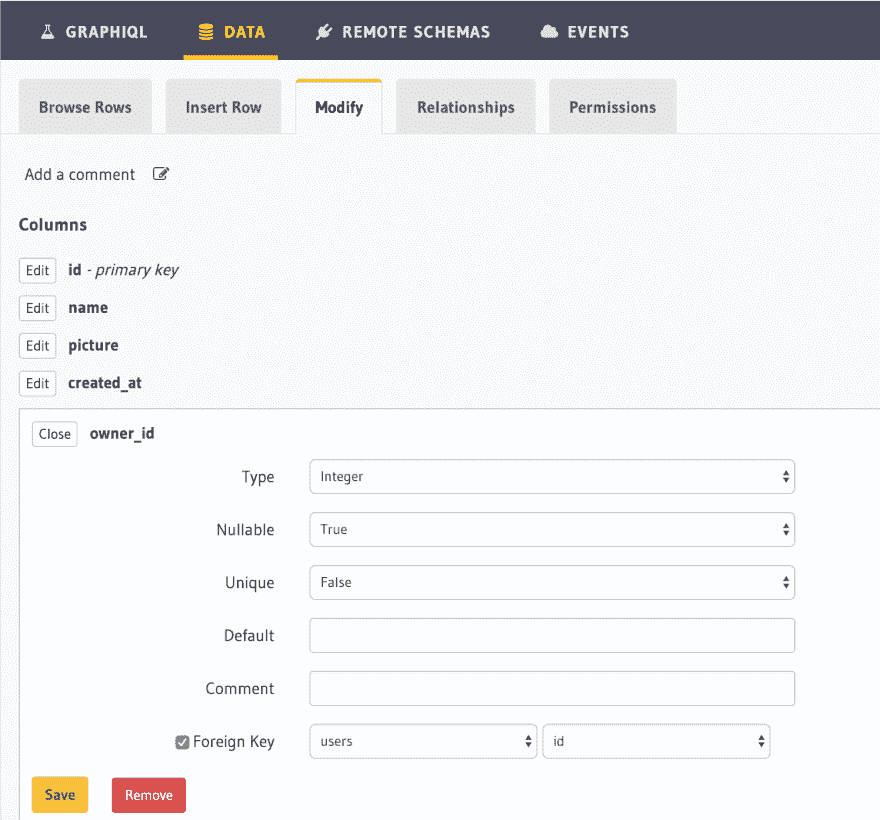 GRAPHIQL DATA REMOTE SCHEMAS EVENTS
Browse Rows Insert Row Modify Relationships Permissions
Add a comment
Columns
Edit id - primary key
Edit name
Edit picture
Edit created_at
Close owner_id
Type Integer
Nullable True
Unique False
Default
Comment
Foreign Key users id
Save Remove